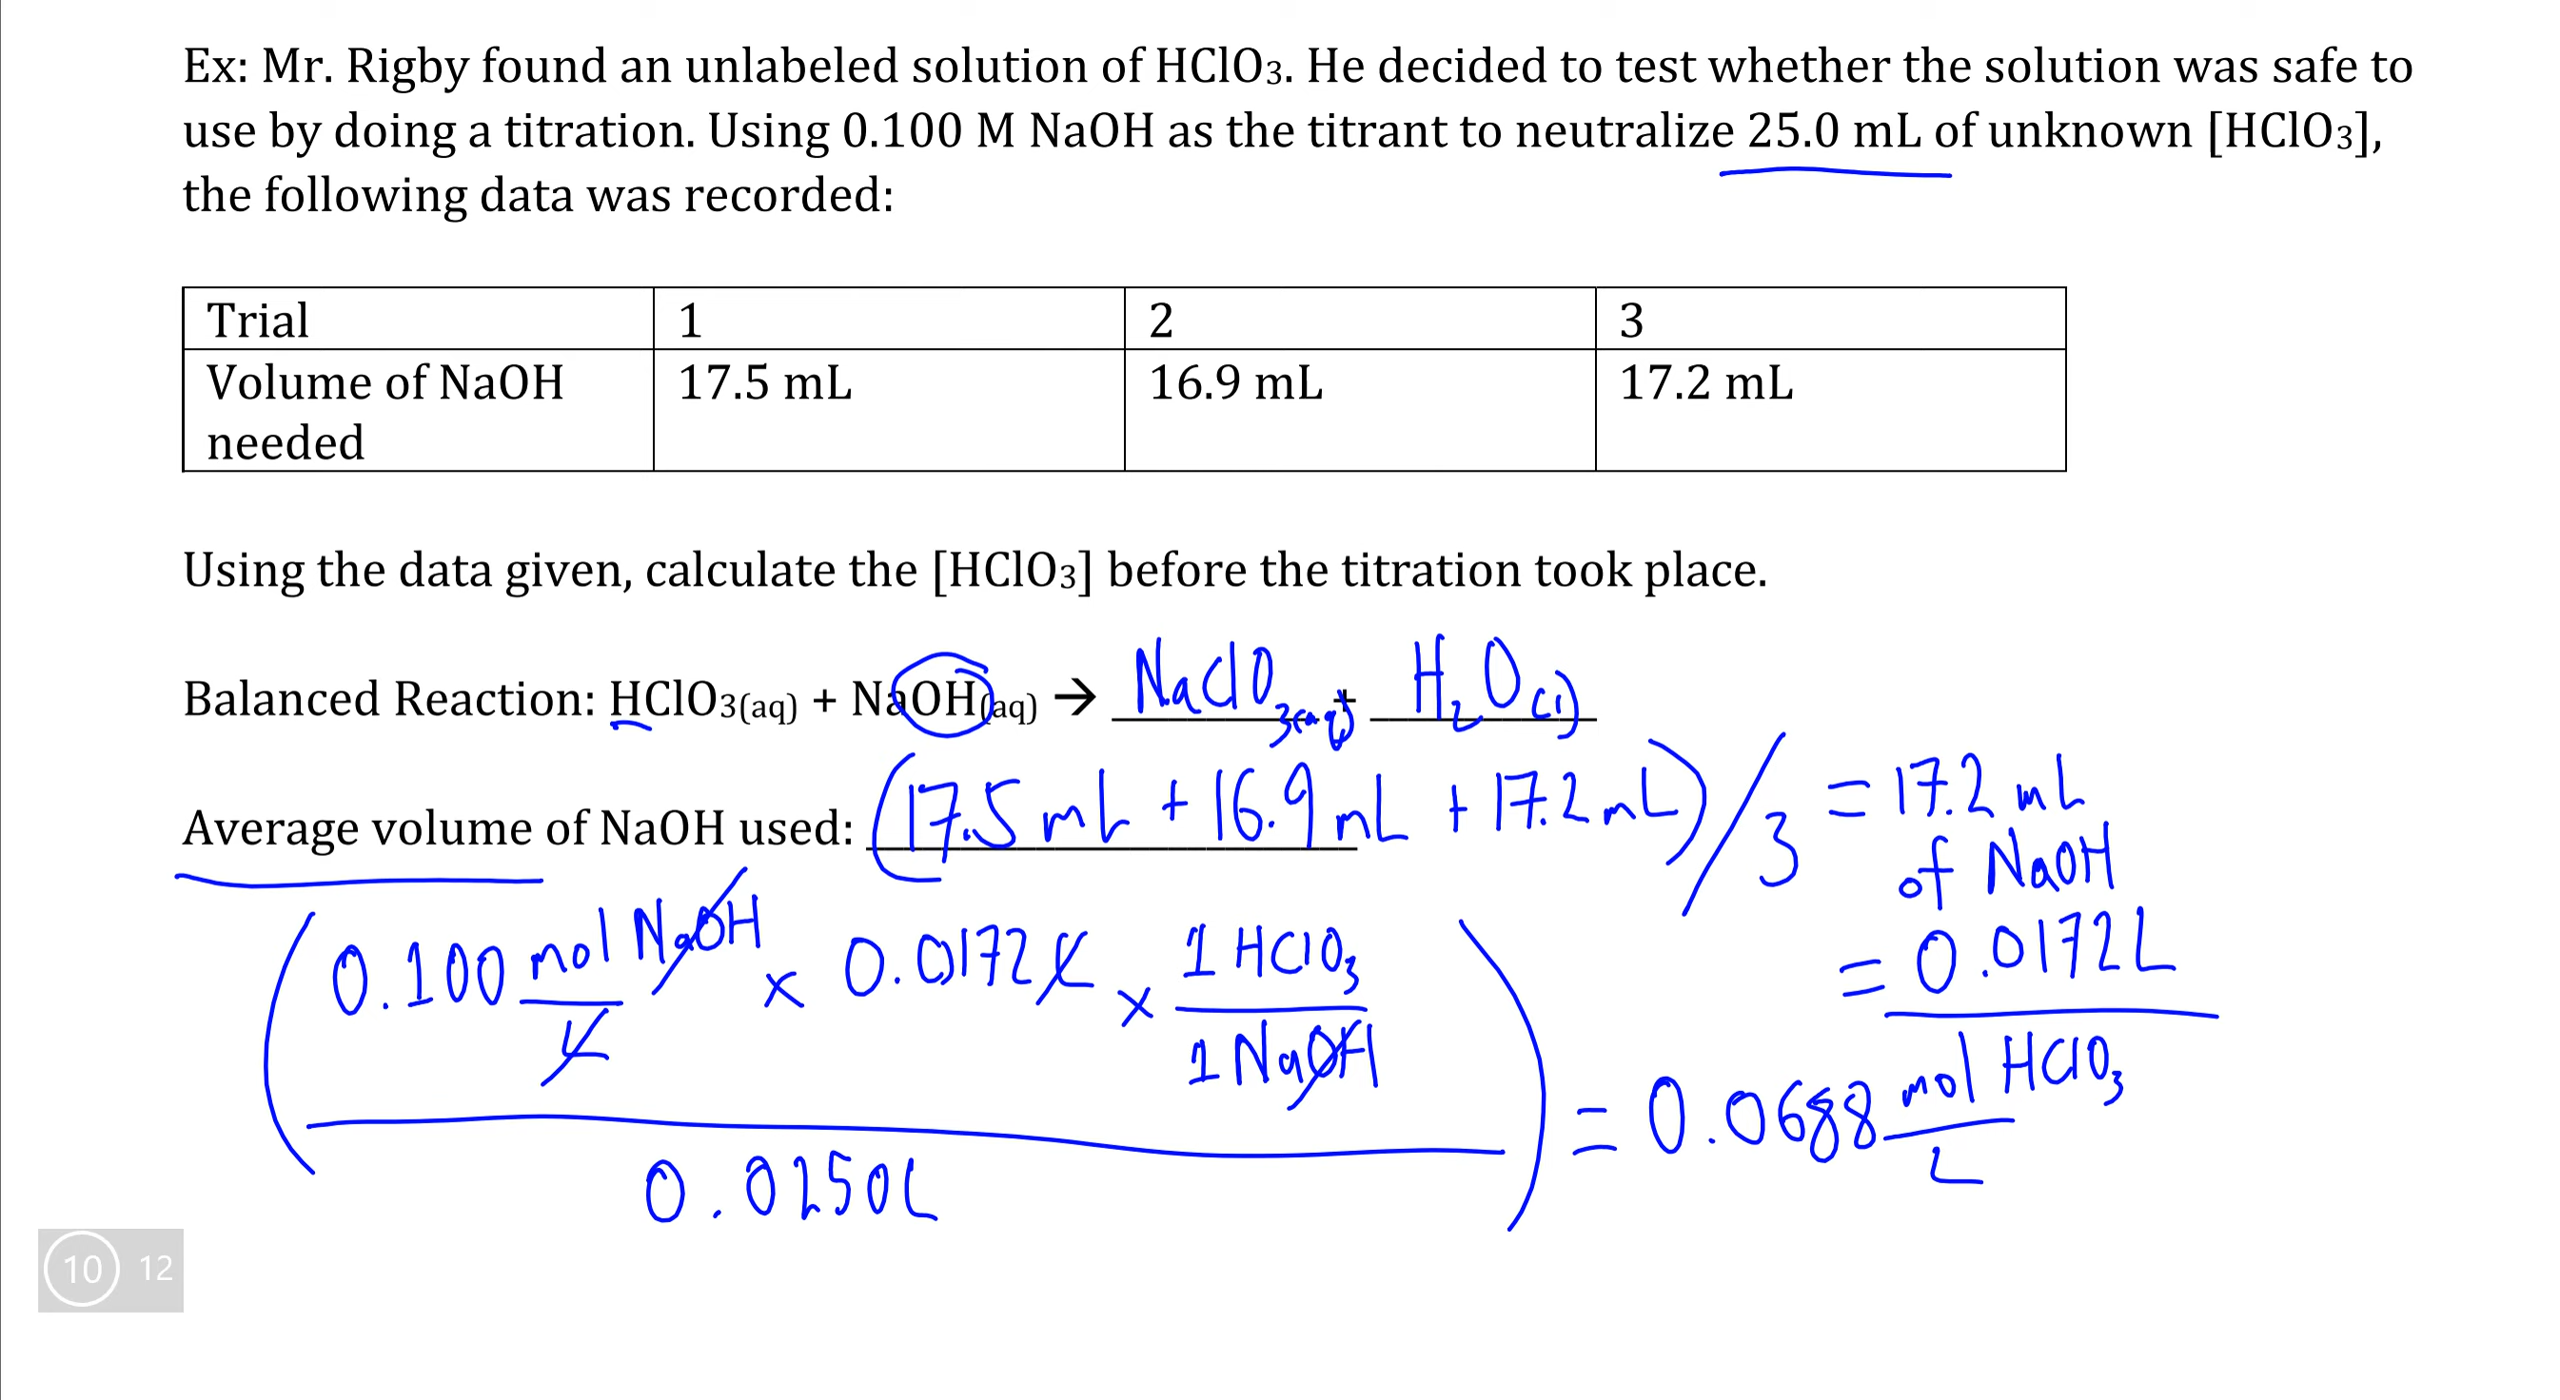 Ex: Mr. Rigby found an unlabeled solution of HClO3. He decided to test whether the solution was safe to
use by doing a titration. Using 0.100 M NaOH as the titrant to neutralize 25.0 mL of unknown [HClO3],
the following data was recorded:
Trial 1 2 3
Volume of NaOH 17.5 mL 16.9 mL 17.2 mL
needed
Using the data given, calculate the [HClO3] before the titration took place.
Balanced Reaction: HClO3(aq) + NaOH(aq) → NaClO3(aq) + H2O(l)
Average volume of NaOH used: (17.5 mL + 16.9 mL + 17.2 mL)/3 = 17.2 mL
of NaOH
= 0.0172L
(0.100 mol NaOH/L x 0.0172 L x 1 HClO3/1 NaOH) = 0.0688 mol HClO3/L
0.0250L
10 12